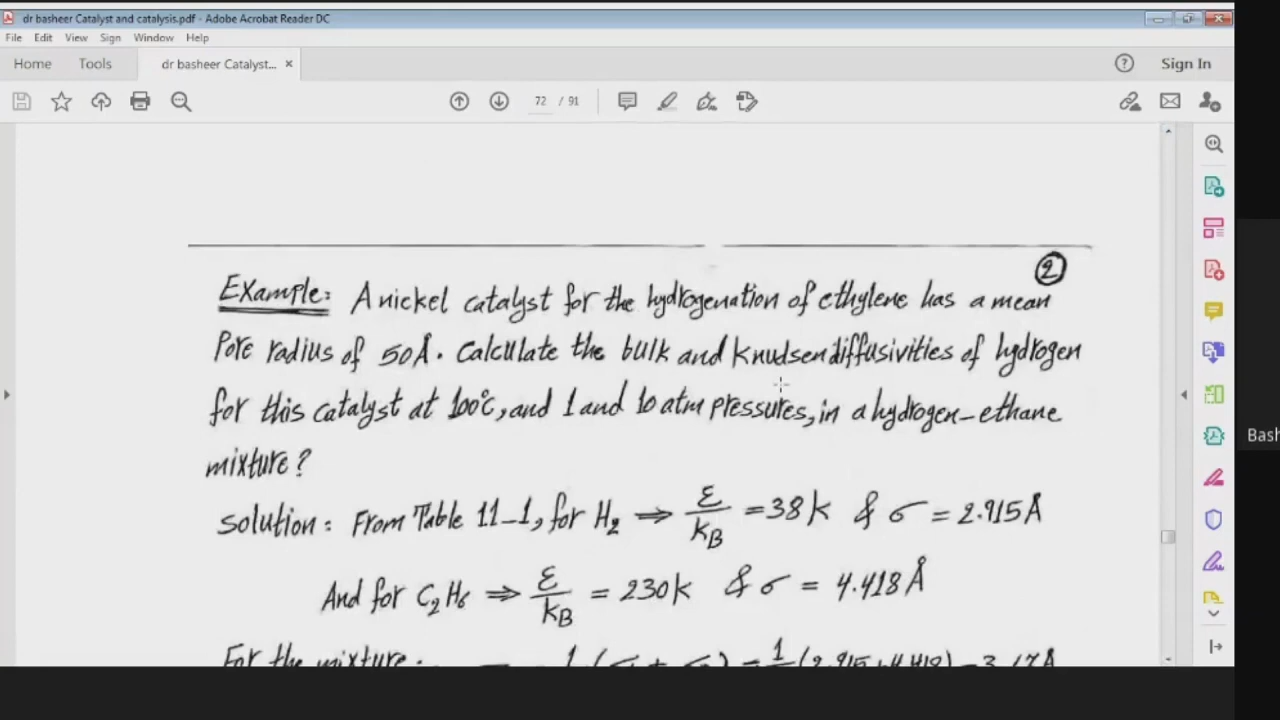 dr basheer Catalyst and catalysis.pdf - Adobe Acrobat Reader DC
File Edit View Sign Window Help
Home Tools dr basheer Catalyst... ×
Sign In
72 / 91
2
Example: A nickel catalyst for the hydrogenation of ethylene has a mean
Pore radius of 50Å. Calculate the bulk and Knudsen diffusivities of hydrogen
for this catalyst at 100°C, and 1 and 10 atm pressures, in a hydrogen-ethane
mixture?
Solution: From Table 11-1, for H₂ ⇒ ε/k_B = 38 k & σ = 2.915 Å
And for C₂H₆ ⇒ ε/k_B = 230 k & σ = 4.418 Å
For the mixture:
Bash